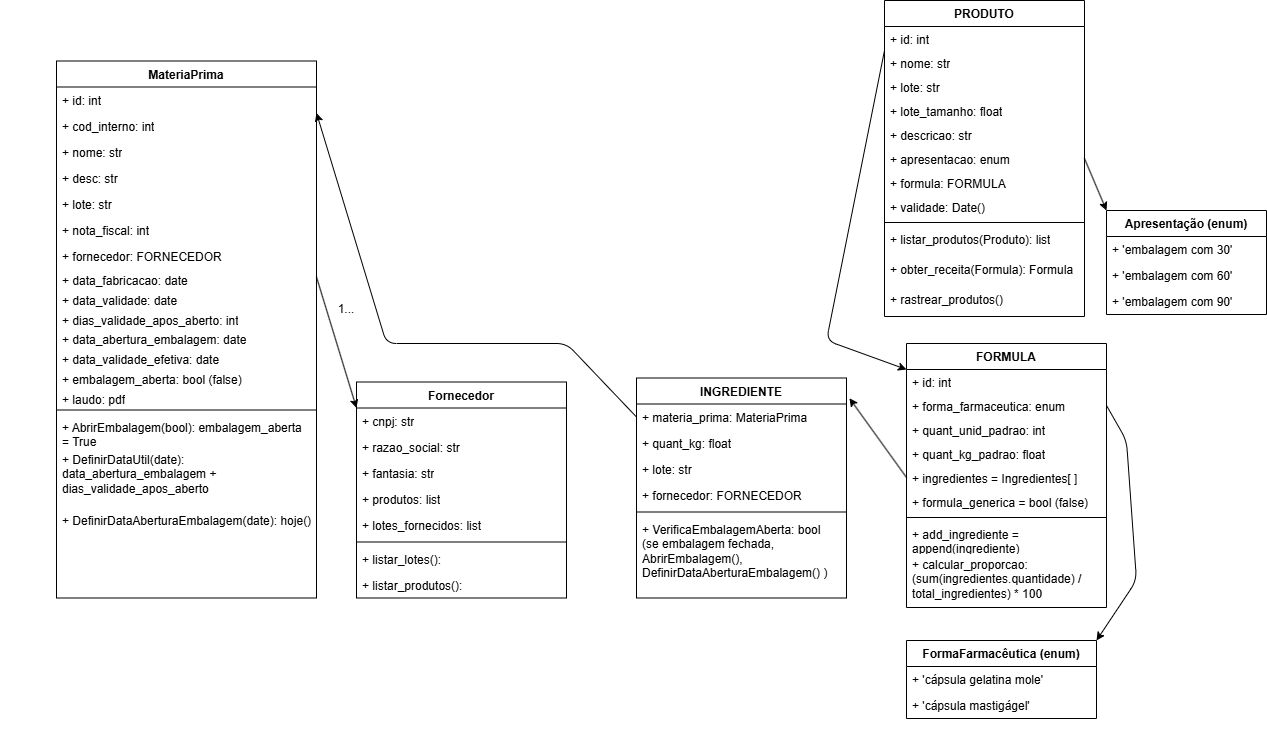 MateriaPrima
+ id: int
+ cod_interno: int
+ nome: str
+ desc: str
+ lote: str
+ nota_fiscal: int
+ fornecedor: FORNECEDOR
+ data_fabricacao: date
+ data_validade: date
+ dias_validade_apos_aberto: int
+ data_abertura_embalagem: date
+ data_validade_efetiva: date
+ embalagem_aberta: bool (false)
+ laudo: pdf
+ AbrirEmbalagem(bool): embalagem_aberta
= True
+ DefinirDataUtil(date):
data_abertura_embalagem +
dias_validade_apos_aberto
+ DefinirDataAberturaEmbalagem(date): hoje()
1...
Fornecedor
+ cnpj: str
+ razao_social: str
+ fantasia: str
+ produtos: list
+ lotes_fornecidos: list
+ listar_lotes():
+ listar_produtos():
INGREDIENTE
+ materia_prima: MateriaPrima
+ quant_kg: float
+ lote: str
+ fornecedor: FORNECEDOR
+ VerificaEmbalagemAberta: bool
(se embalagem fechada,
AbrirEmbalagem(),
DefinirDataAberturaEmbalagem() )
PRODUTO
+ id: int
+ nome: str
+ lote: str
+ lote_tamanho: float
+ descricao: str
+ apresentacao: enum
+ formula: FORMULA
+ validade: Date()
+ listar_produtos(Produto): list
+ obter_receita(Formula): Formula
+ rastrear_produtos()
Apresentação (enum)
+ 'embalagem com 30'
+ 'embalagem com 60'
+ 'embalagem com 90'
FORMULA
+ id: int
+ forma_farmaceutica: enum
+ quant_unid_padrao: int
+ quant_kg_padrao: float
+ ingredientes = Ingredientes[ ]
+ formula_generica = bool (false)
+ add_ingrediente =
append(ingrediente)
+ calcular_proporcao:
(sum(ingredientes.quantidade) /
total_ingredientes) * 100
FormaFarmacêutica (enum)
+ 'cápsula gelatina mole'
+ 'cápsula mastigágel'